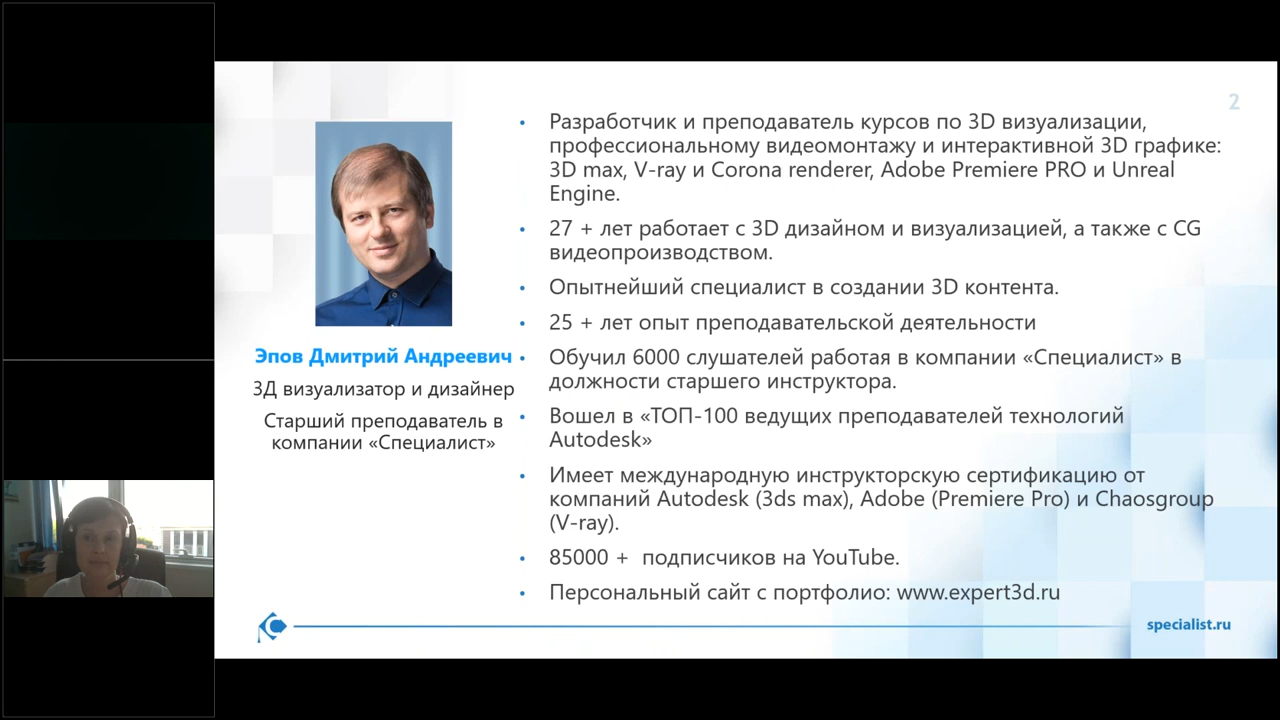 2
Эпов Дмитрий Андреевич
3Д визуализатор и дизайнер
Старший преподаватель в
компании «Специалист»
• Разработчик и преподаватель курсов по 3D визуализации,
профессиональному видеомонтажу и интерактивной 3D графике:
3D max, V-ray и Corona renderer, Adobe Premiere PRO и Unreal
Engine.
• 27 + лет работает с 3D дизайном и визуализацией, а также с CG
видеопроизводством.
• Опытнейший специалист в создании 3D контента.
• 25 + лет опыт преподавательской деятельности
• Обучил 6000 слушателей работая в компании «Специалист» в
должности старшего инструктора.
• Вошел в «ТОП-100 ведущих преподавателей технологий
Autodesk»
• Имеет международную инструкторскую сертификацию от
компаний Autodesk (3ds max), Adobe (Premiere Pro) и Chaosgroup
(V-ray).
• 85000 + подписчиков на YouTube.
• Персональный сайт с портфолио: www.expert3d.ru
specialist.ru